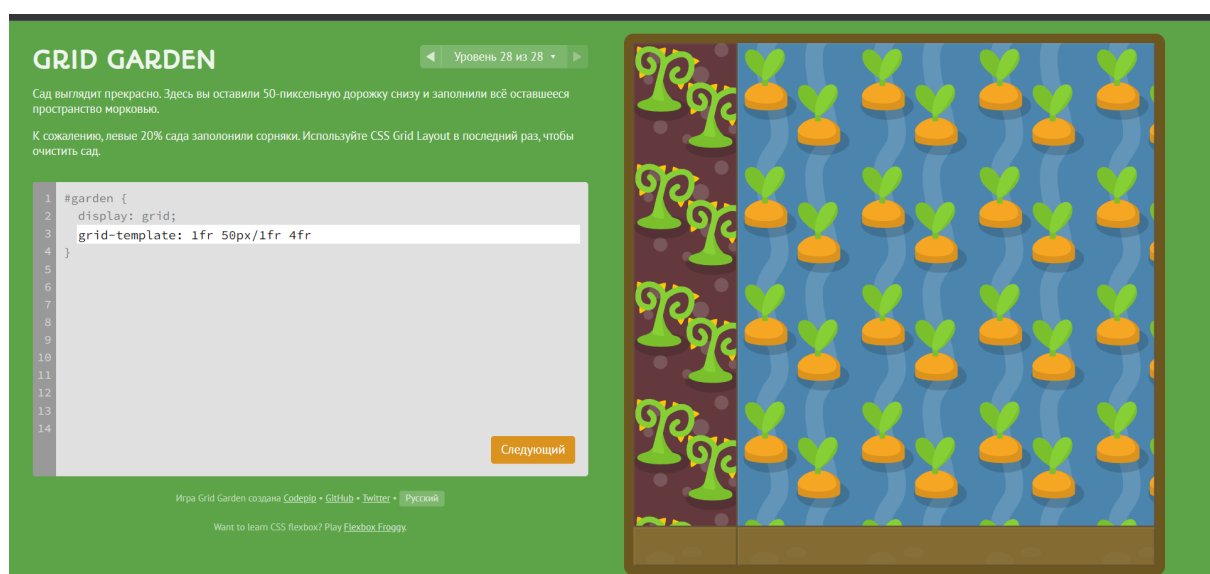 GRID GARDEN
◀ Уровень 28 из 28 ▾ ▶
Сад выглядит прекрасно. Здесь вы оставили 50-пиксельную дорожку снизу и заполнили всё оставшееся
пространство морковью.
К сожалению, левые 20% сада заполонили сорняки. Используйте CSS Grid Layout в последний раз, чтобы
очистить сад.
1 #garden {
2 display: grid;
3 grid-template: 1fr 50px/1fr 4fr
4 }
5
6
7
8
9
10
11
12
13
14
Следующий
Игра Grid Garden создана Codepip • GitHub • Twitter • Русский
Want to learn CSS flexbox? Play Flexbox Froggy.